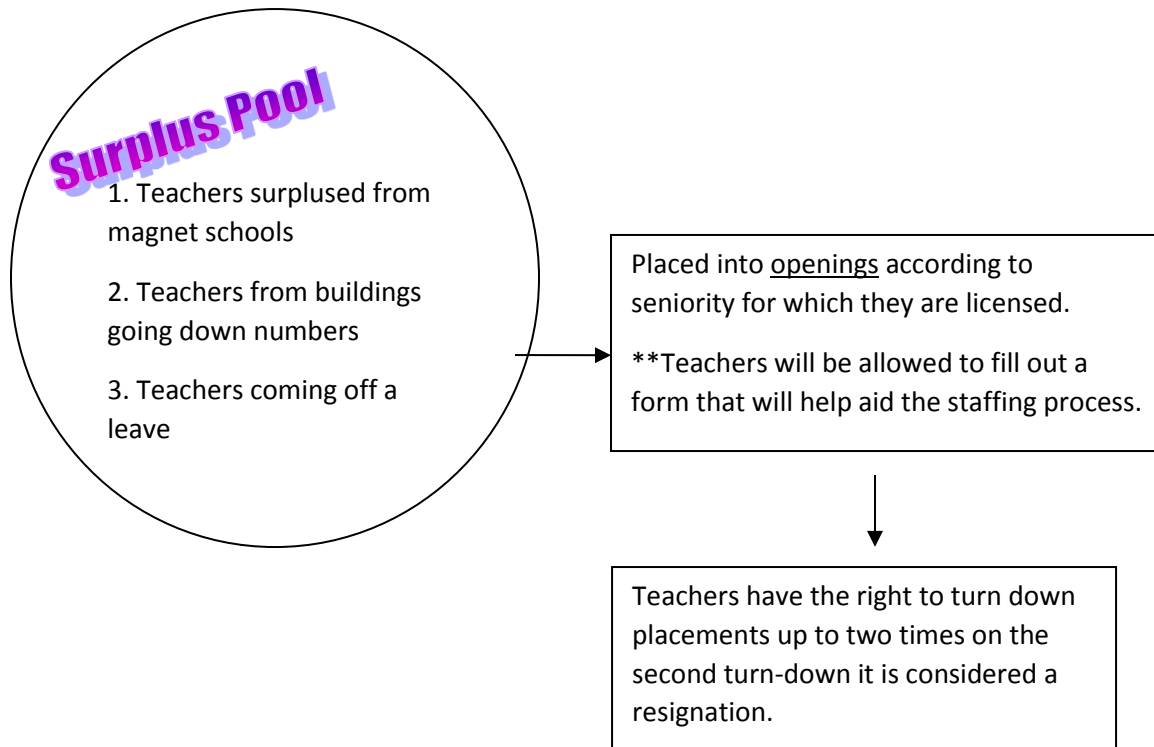 Surplus Pool
1. Teachers surplused from
magnet schools
2. Teachers from buildings
going down numbers
3. Teachers coming off a
leave
Placed into openings according to
seniority for which they are licensed.
**Teachers will be allowed to fill out a
form that will help aid the staffing process.
Teachers have the right to turn down
placements up to two times on the
second turn-down it is considered a
resignation.